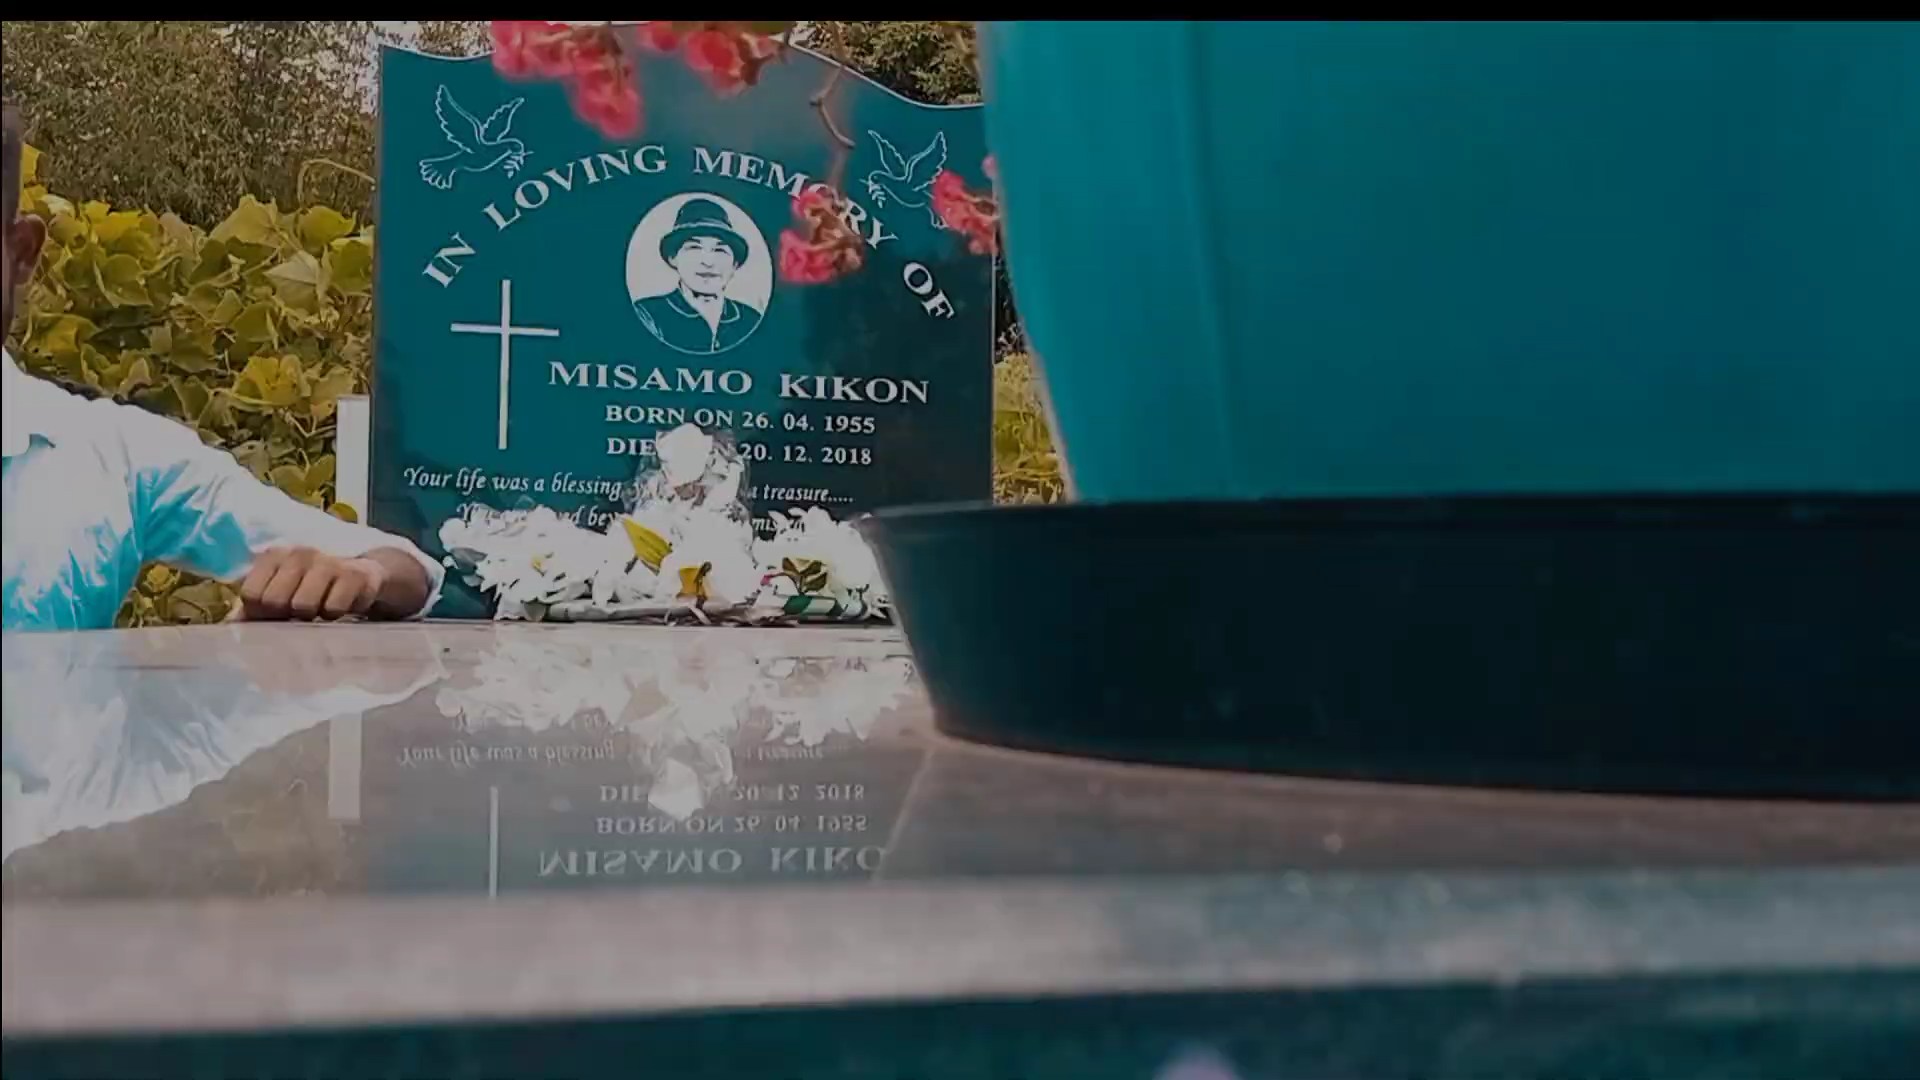 IN LOVING MEMORY OF
MISAMO KIKON
BORN ON 26. 04. 1955
DIE 20. 12. 2018
Your life was a blessing, a treasure.....